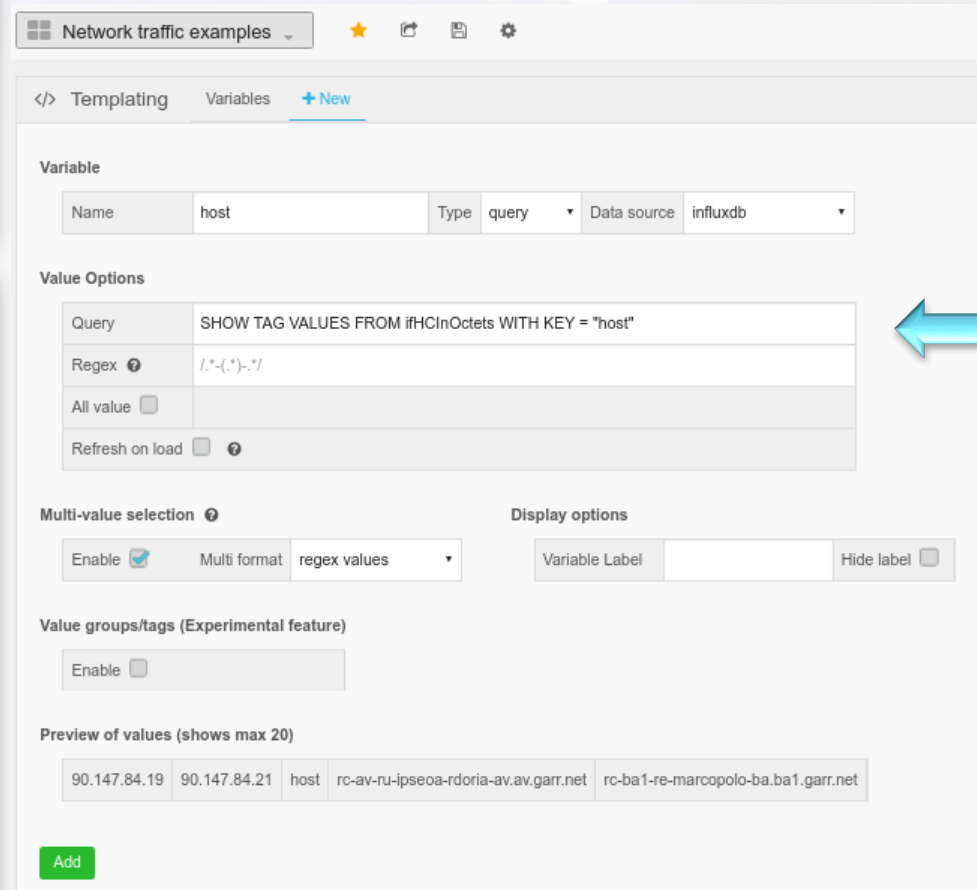 Network traffic examples
</> Templating Variables + New
Variable
Name host Type query Data source influxdb
Value Options
Query SHOW TAG VALUES FROM ifHCInOctets WITH KEY = "host"
Regex ? /.*-(.*)-.*/
All value
Refresh on load ?
Multi-value selection ? Display options
Enable Multi format regex values Variable Label Hide label
Value groups/tags (Experimental feature)
Enable
Preview of values (shows max 20)
90.147.84.19 90.147.84.21 host rc-av-ru-ipseoa-rdoria-av.av.garr.net rc-ba1-re-marcopolo-ba.ba1.garr.net
Add